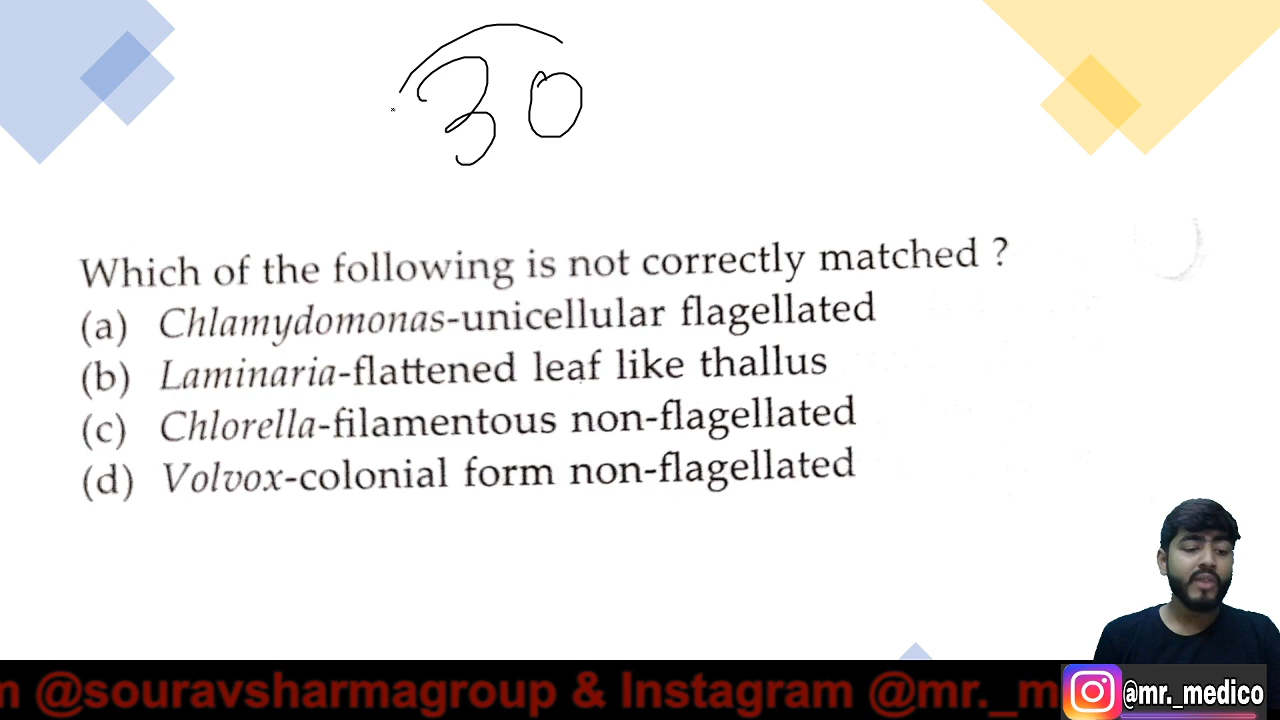 30
Which of the following is not correctly matched ?
(a) Chlamydomonas-unicellular flagellated
(b) Laminaria-flattened leaf like thallus
(c) Chlorella-filamentous non-flagellated
(d) Volvox-colonial form non-flagellated
m @souravsharmagroup & Instagran @mr._m
@mr._medico